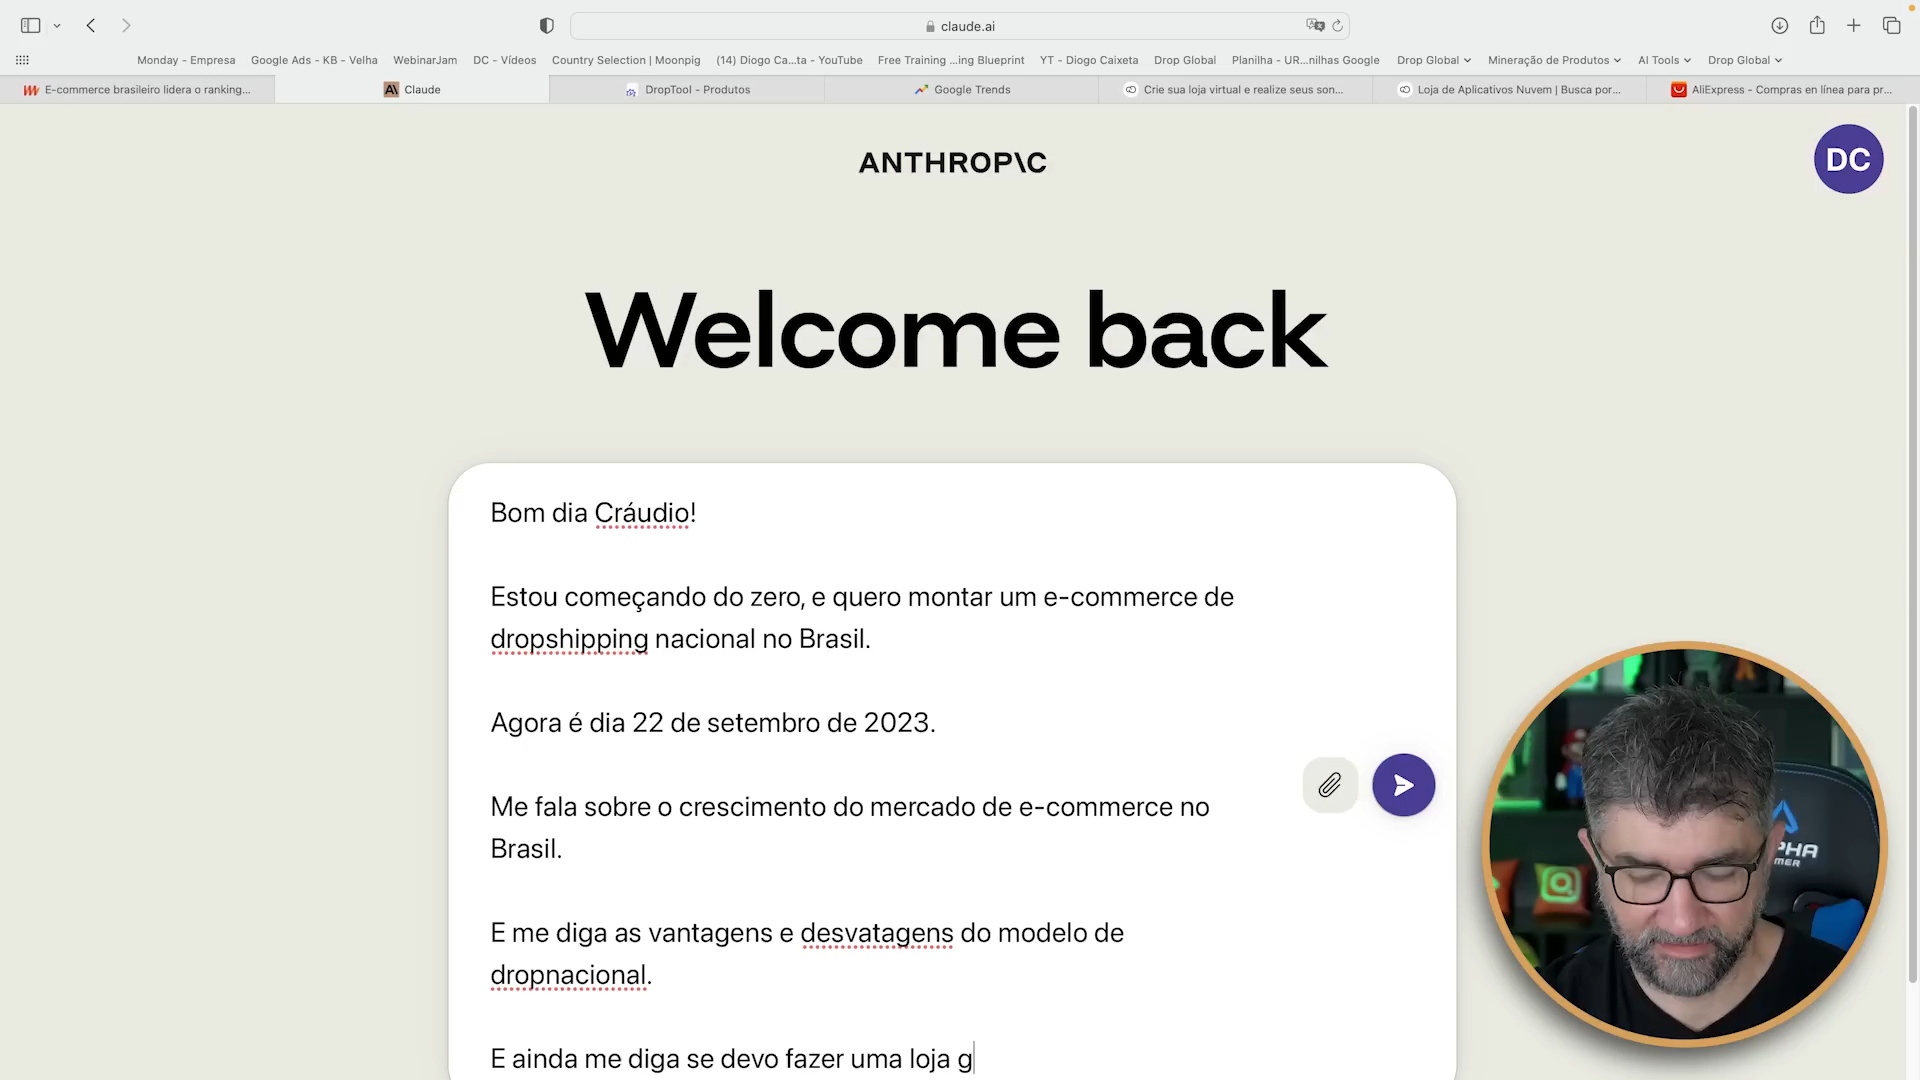 claude.ai
Monday - Empresa
Google Ads - KB - Velha
WebinarJam
DC - Vídeos
Country Selection | Moonpig
(14) Diogo Ca...ta - YouTube
Free Training ...ing Blueprint
YT - Diogo Caixeta
Drop Global
Planilha - UR...nilhas Google
Drop Global
Mineração de Produtos
AI Tools
Drop Global
E-commerce brasileiro lidera o ranking...
Claude
DropTool - Produtos
Google Trends
Crie sua loja virtual e realize seus son...
Loja de Aplicativos Nuvem | Busca por...
AliExpress - Compras en línea para pr...
ANTHROP\C
DC
Welcome back
Bom dia Cráudio!
Estou começando do zero, e quero montar um e-commerce de
dropshipping nacional no Brasil.
Agora é dia 22 de setembro de 2023.
Me fala sobre o crescimento do mercado de e-commerce no
Brasil.
E me diga as vantagens e desvatagens do modelo de
dropnacional.
E ainda me diga se devo fazer uma loja g